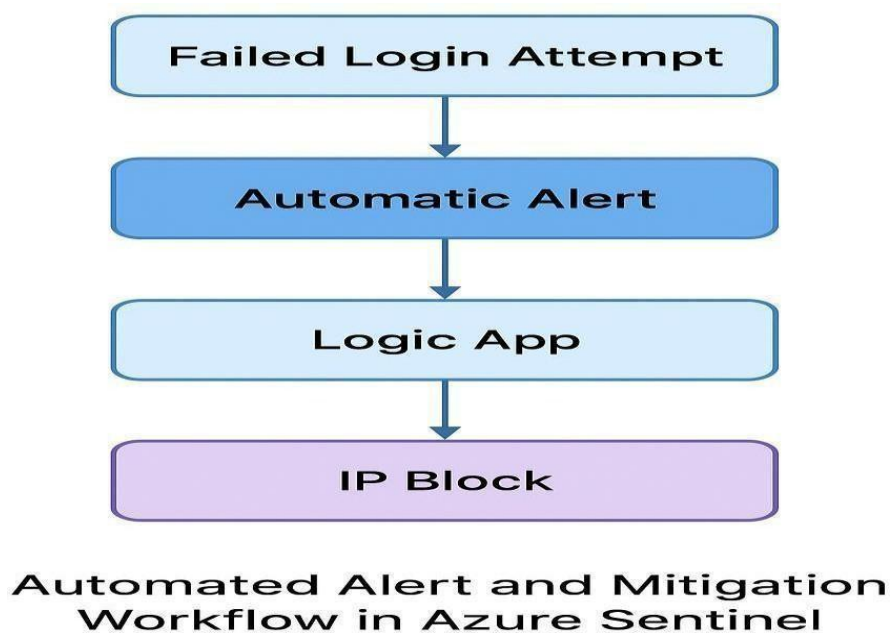 Failed Login Attempt
Automatic Alert
Logic App
IP Block
Automated Alert and Mitigation
Workflow in Azure Sentinel